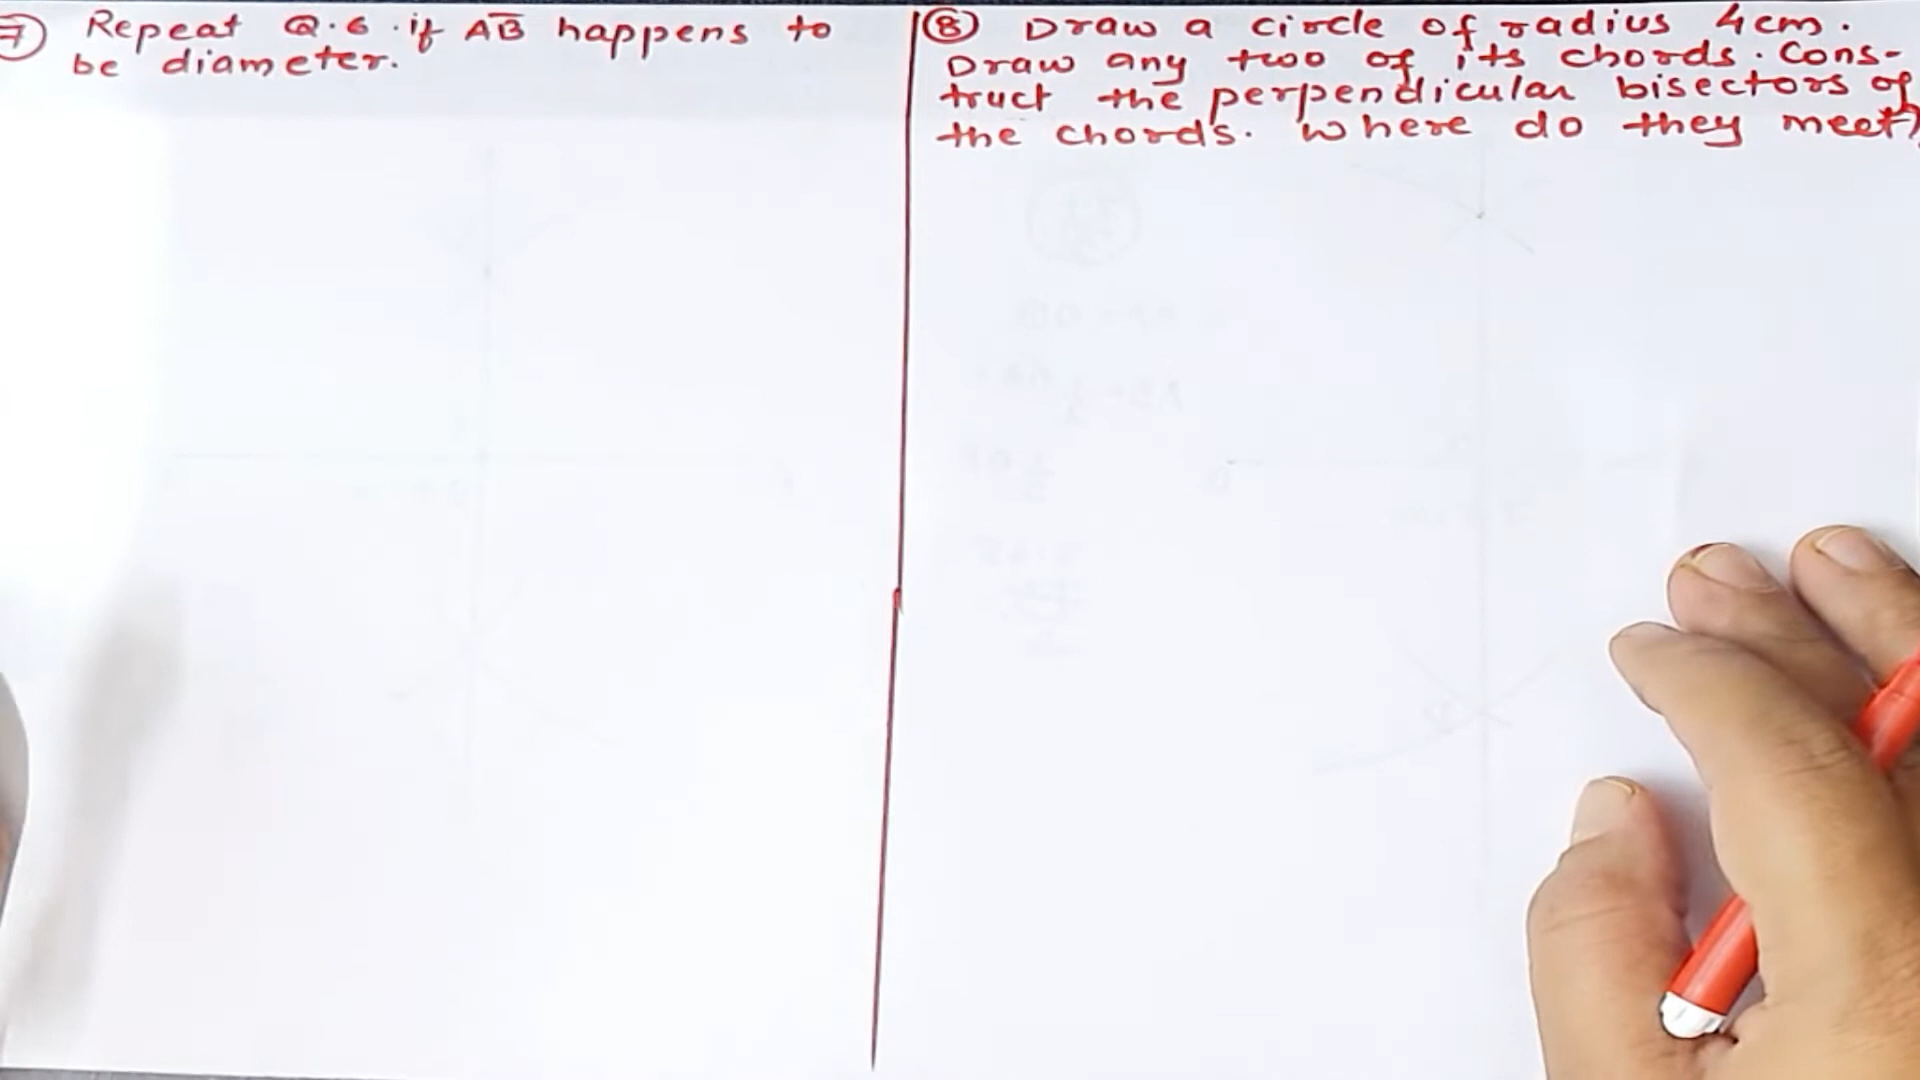 ⑦ Repeat Q.6. if A̅B̅ happens to
be diameter.
⑧ Draw a circle of radius 4cm.
Draw any two of its chords. Cons-
truct the perpendicular bisectors of
the chords. Where do they meet?